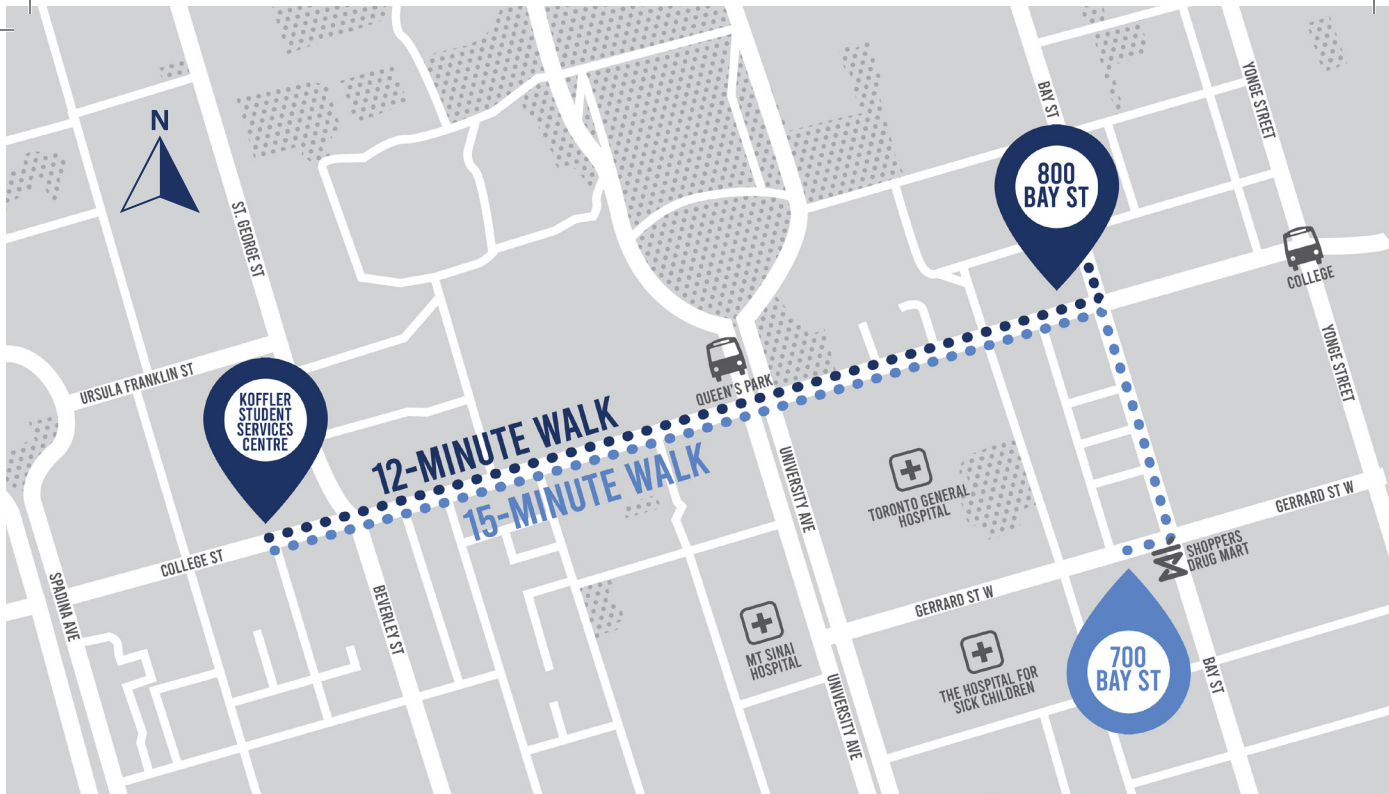 N
BAY ST
YONGE STREET
800
BAY ST
ST. GEORGE ST
COLLEGE
YONGE STREET
QUEEN'S PARK
URSULA FRANKLIN ST
KOFFLER
STUDENT
SERVICES
CENTRE
12-MINUTE WALK
15-MINUTE WALK
UNIVERSITY AVE
TORONTO GENERAL
HOSPITAL
GERRARD ST W
COLLEGE ST
SHOPPERS
DRUG MART
SPADINA AVE
BEVERLEY ST
GERRARD ST W
MT SINAI
HOSPITAL
THE HOSPITAL FOR
SICK CHILDREN
700
BAY ST
BAY ST
UNIVERSITY AVE